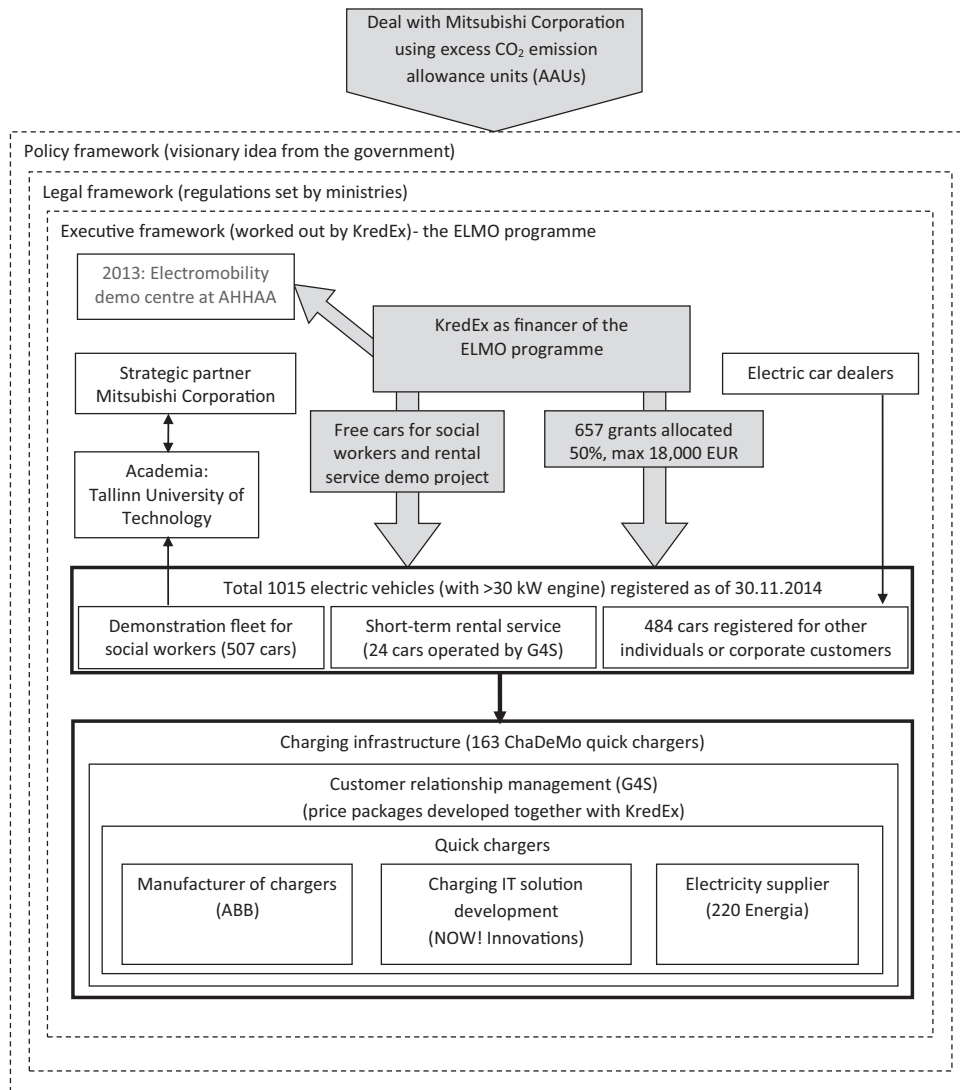 Deal with Mitsubishi Corporation
using excess CO₂ emission
allowance units (AAUs)
Policy framework (visionary idea from the government)
Legal framework (regulations set by ministries)
Executive framework (worked out by KredEx)- the ELMO programme
2013: Electromobility
demo centre at AHHAA
KredEx as financer of the
ELMO programme
Strategic partner
Mitsubishi Corporation
Electric car dealers
Free cars for social
workers and rental
service demo project
657 grants allocated
50%, max 18,000 EUR
Academia:
Tallinn University of
Technology
Total 1015 electric vehicles (with >30 kW engine) registered as of 30.11.2014
Demonstration fleet for
social workers (507 cars)
Short-term rental service
(24 cars operated by G4S)
484 cars registered for other
individuals or corporate customers
Charging infrastructure (163 ChaDeMo quick chargers)
Customer relationship management (G4S)
(price packages developed together with KredEx)
Quick chargers
Manufacturer of chargers
(ABB)
Charging IT solution
development
(NOW! Innovations)
Electricity supplier
(220 Energia)